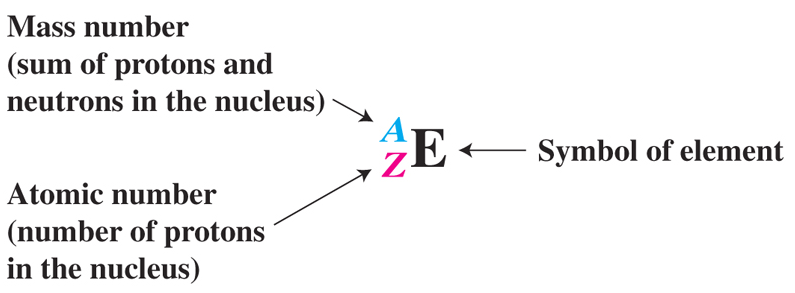 Mass number
(sum of protons and
neutrons in the nucleus)
A
Z
E
Symbol of element
Atomic number
(number of protons
in the nucleus)